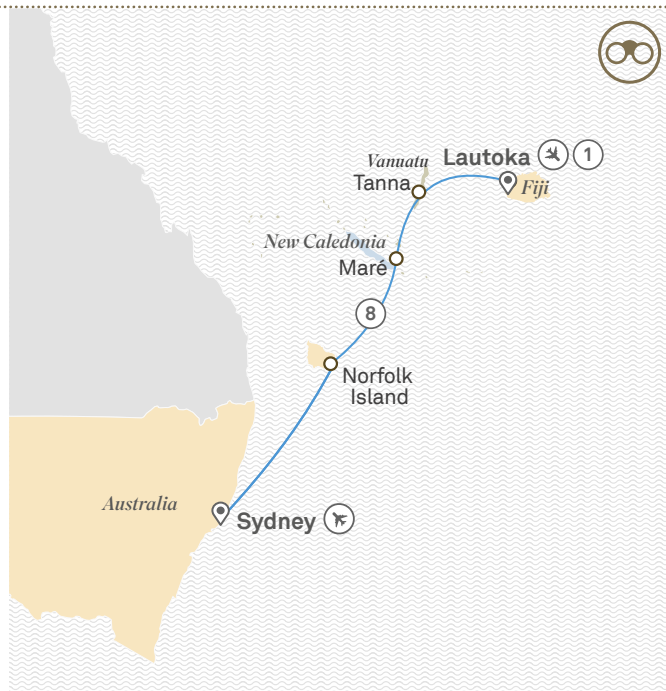 Vanuatu
Lautoka 1
Tanna
Fiji
New Caledonia
Maré
8
Norfolk
Island
Australia
Sydney